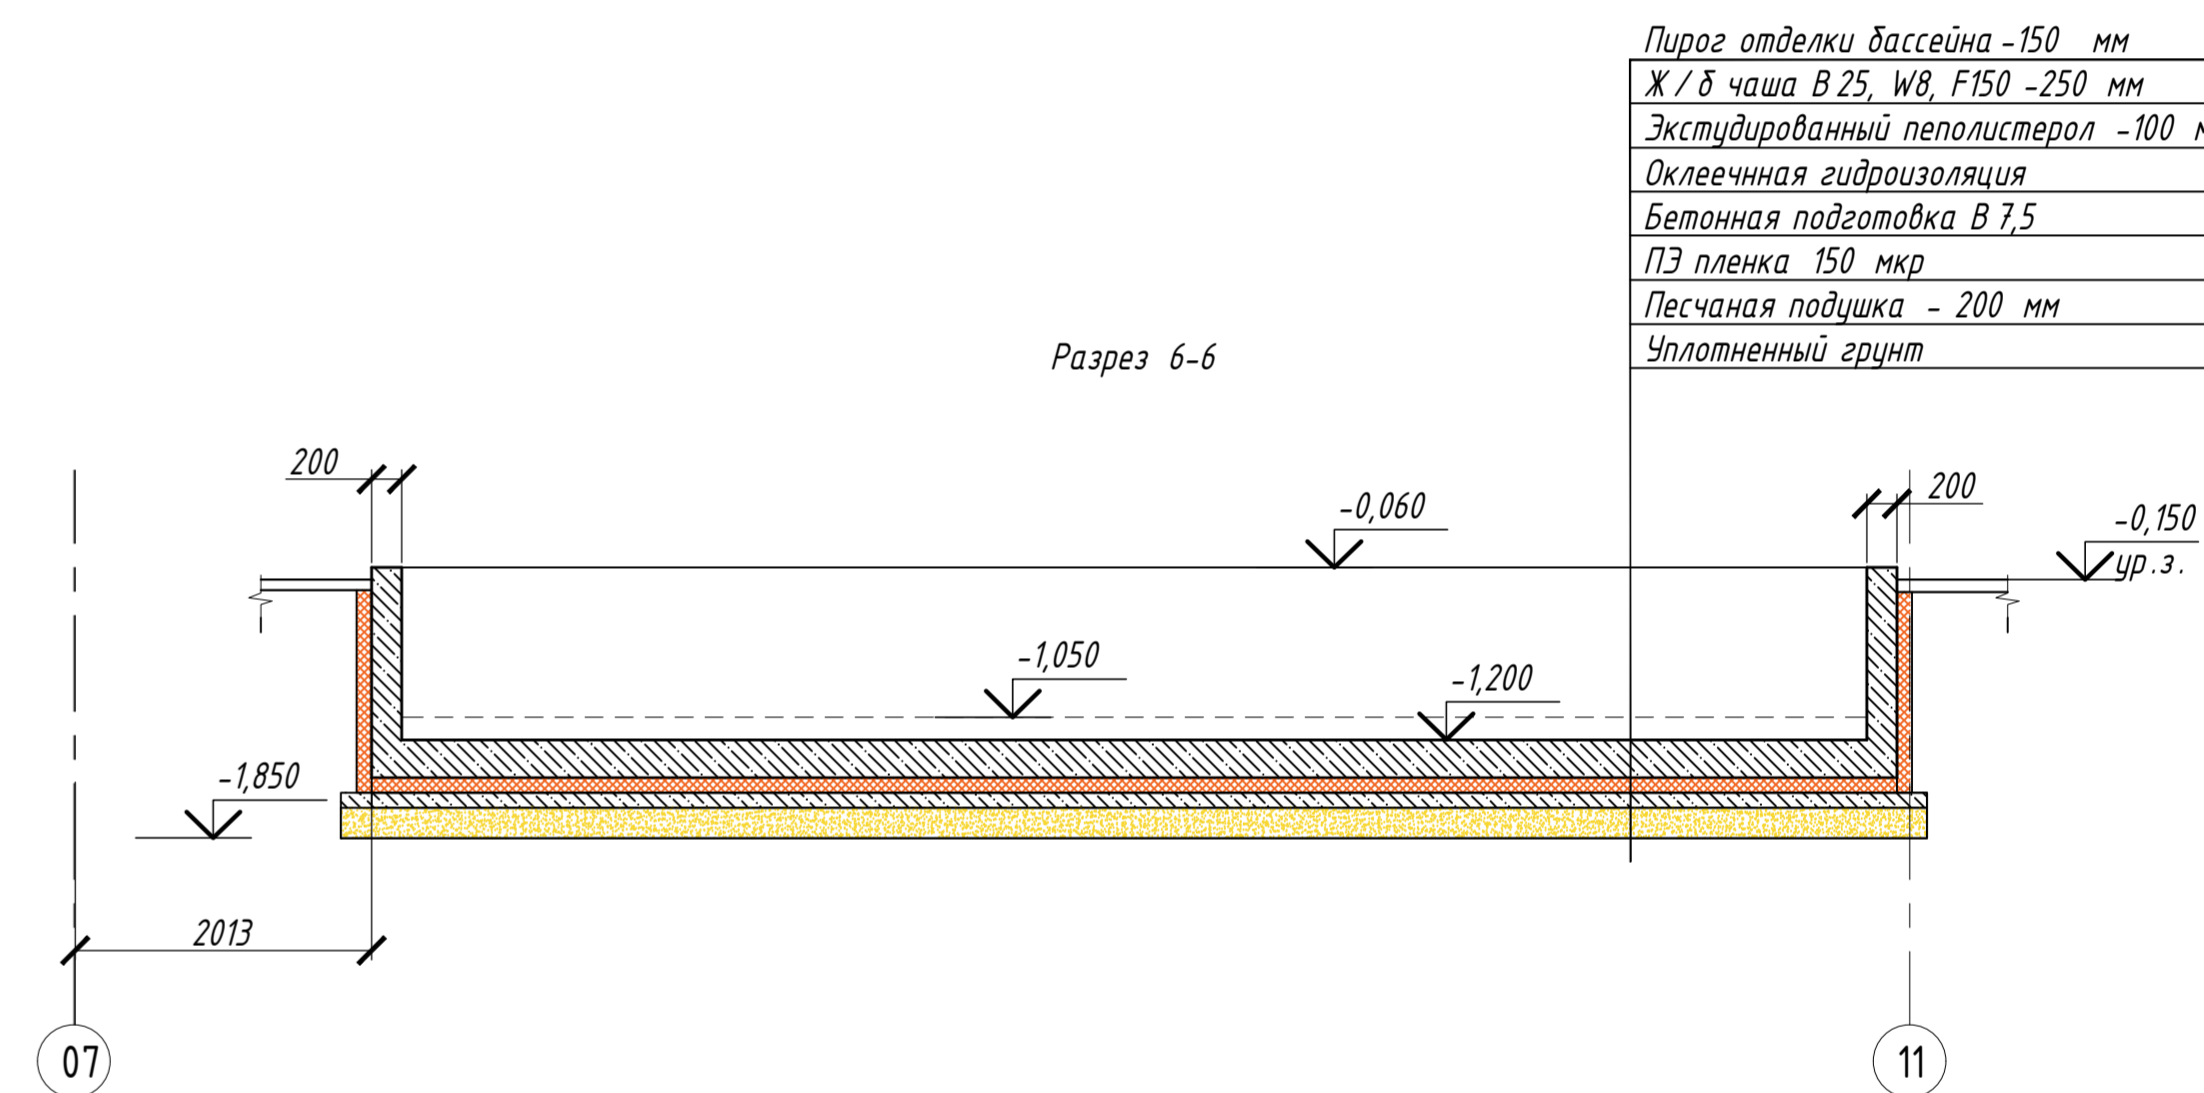 Пирог отделки бассейна -150 мм
Ж / б чаша В 25, W8, F150 -250 мм
Экстудированный пеполистерол -100 м
Оклеечнная гидроизоляция
Бетонная подготовка В 7,5
ПЭ пленка 150 мкр
Песчаная подушка - 200 мм
Уплотненный грунт
Разрез 6-6
200
200
-0,060
-0,150
ур.з.
-1,050
-1,200
-1,850
2013
07
11